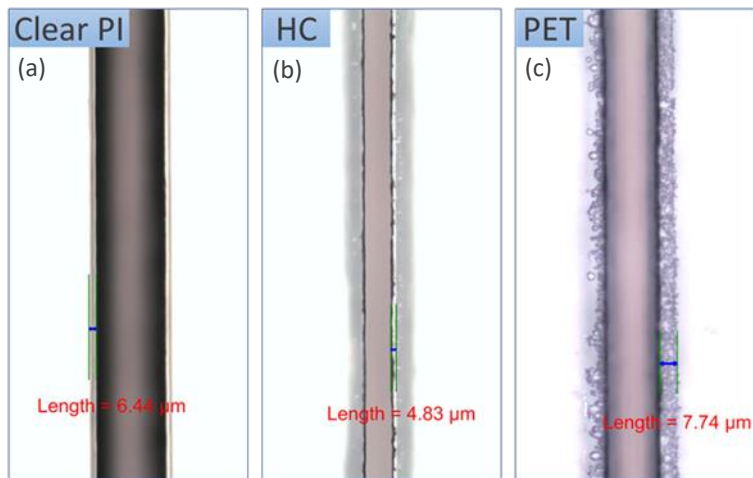 Clear PI
(a)
Length = 6.44 µm
HC
(b)
Length = 4.83 µm
PET
(c)
Length = 7.74 µm